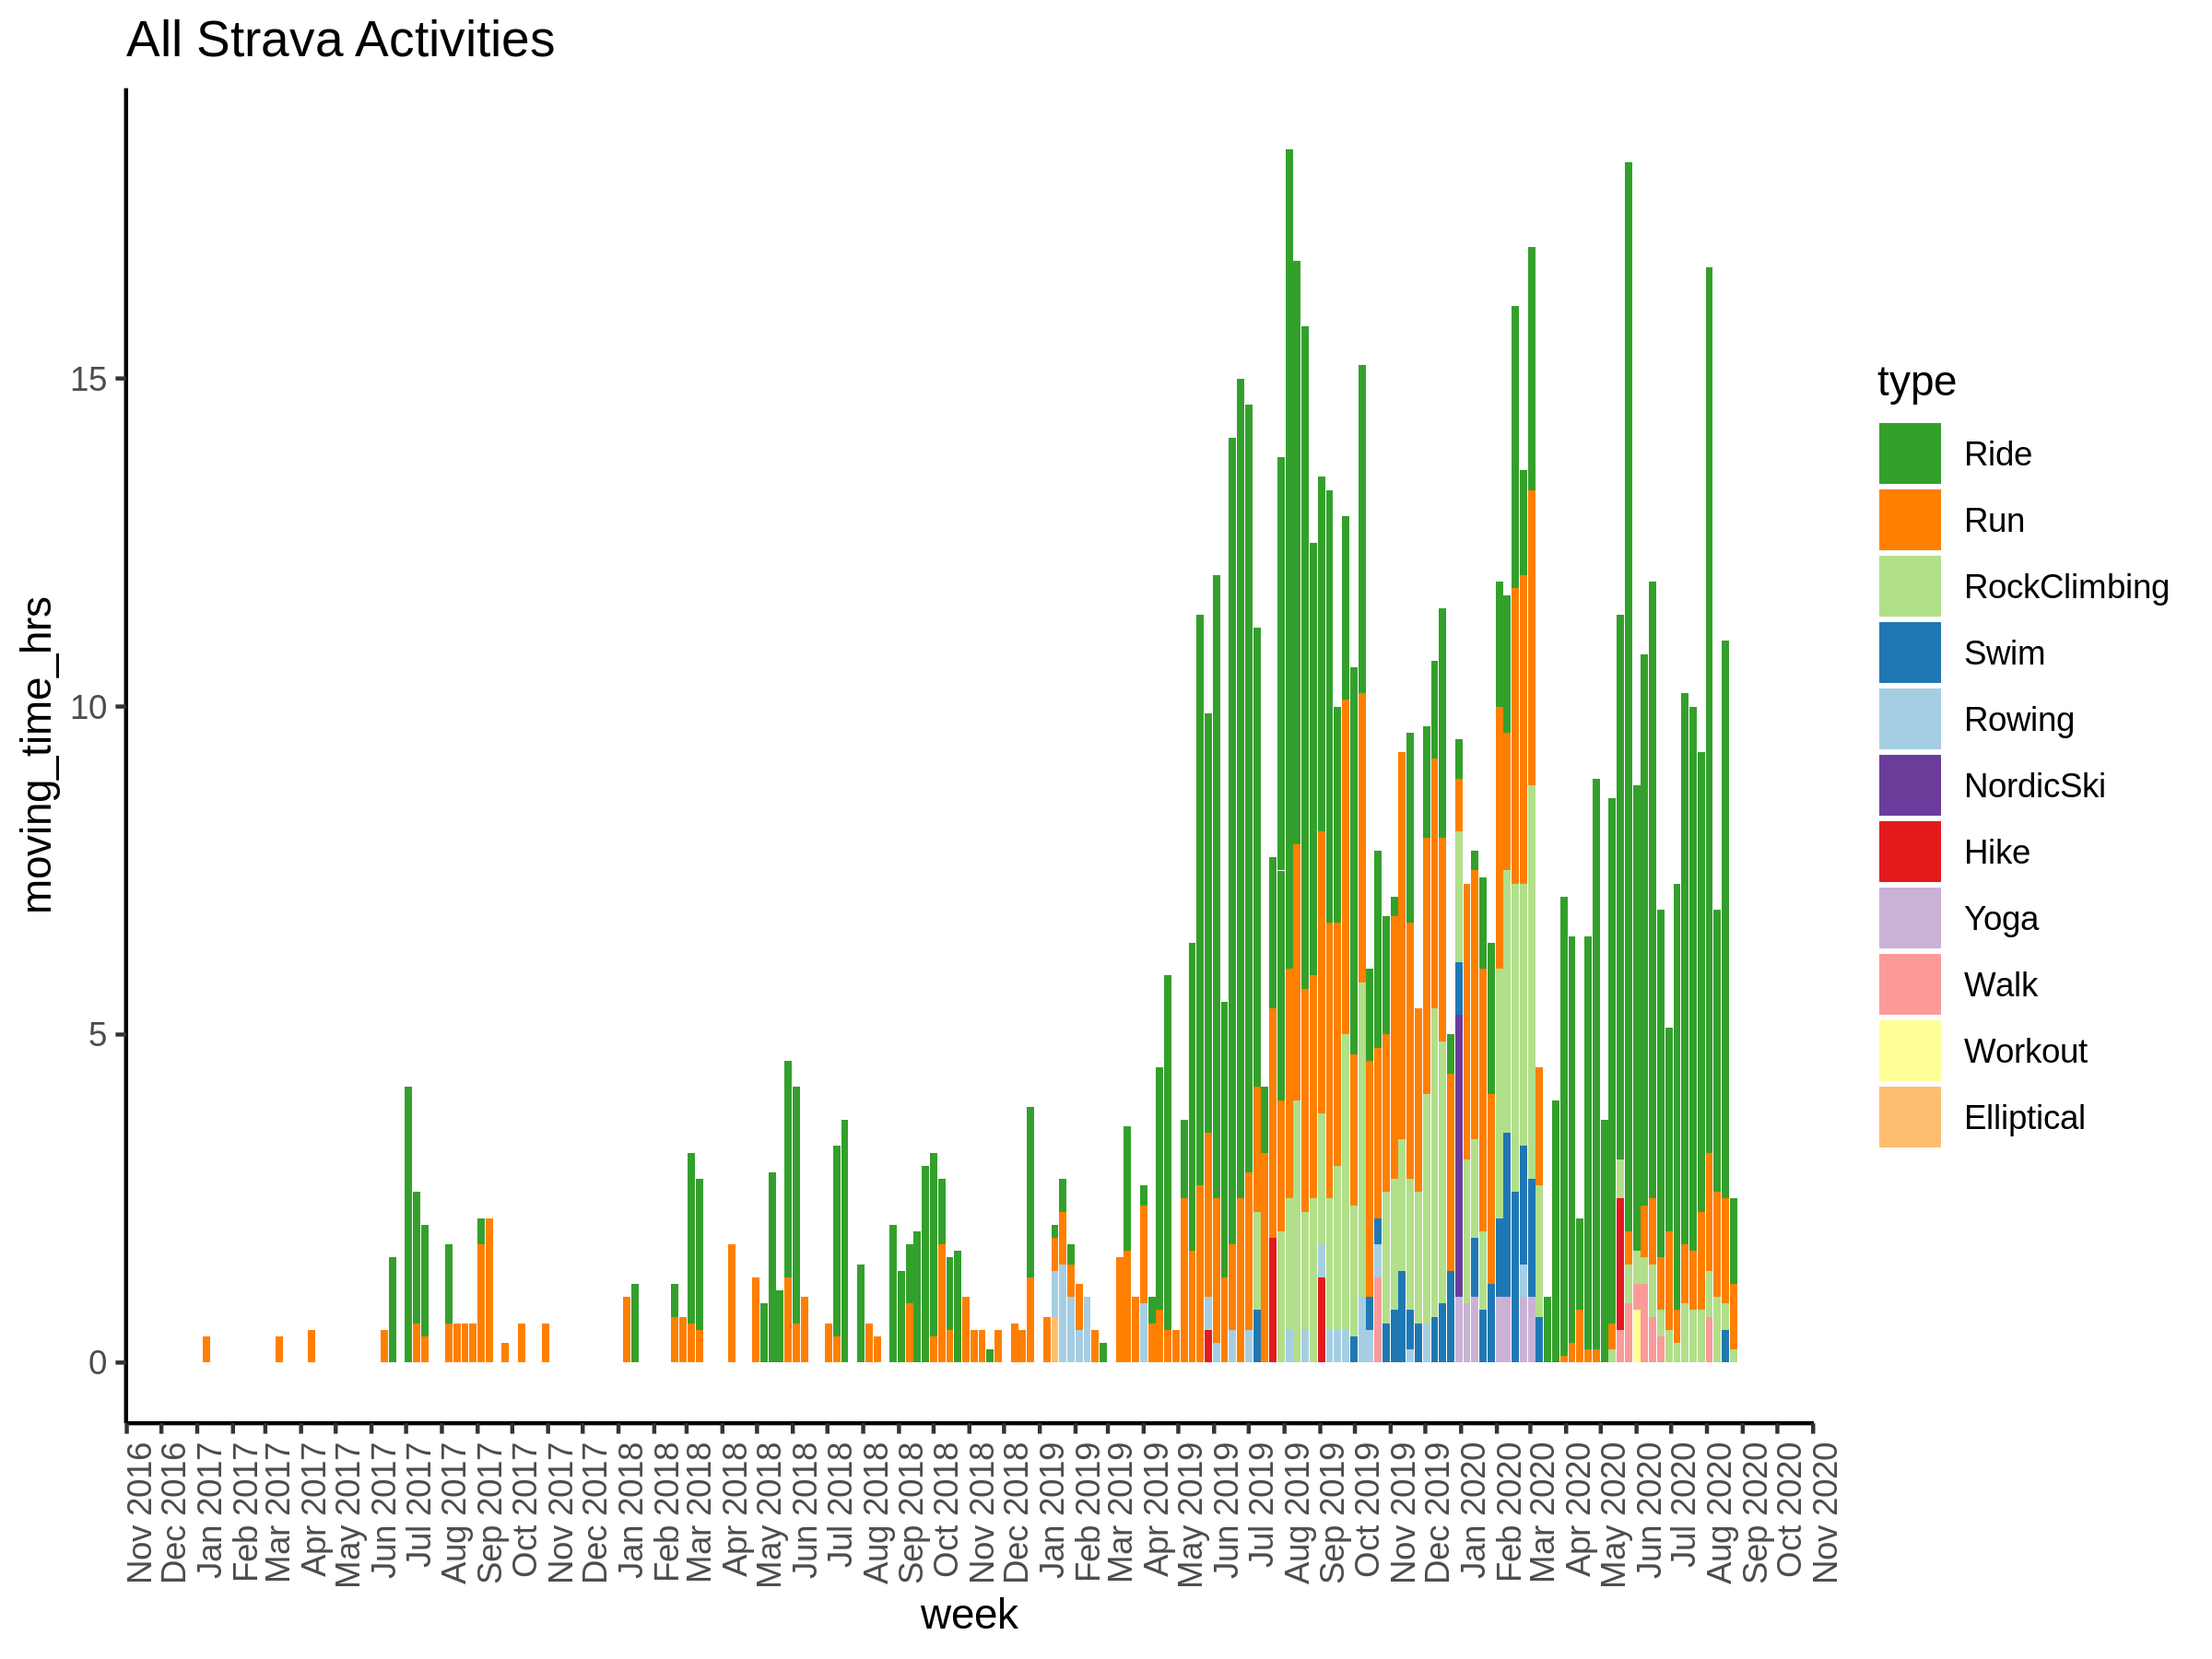 All Strava Activities
moving_time_hrs
15
10
5
0
Nov 2016
Dec 2016
Jan 2017
Feb 2017
Mar 2017
Apr 2017
May 2017
Jun 2017
Jul 2017
Aug 2017
Sep 2017
Oct 2017
Nov 2017
Dec 2017
Jan 2018
Feb 2018
Mar 2018
Apr 2018
May 2018
Jun 2018
Jul 2018
Aug 2018
Sep 2018
Oct 2018
Nov 2018
Dec 2018
Jan 2019
Feb 2019
Mar 2019
Apr 2019
May 2019
Jun 2019
Jul 2019
Aug 2019
Sep 2019
Oct 2019
Nov 2019
Dec 2019
Jan 2020
Feb 2020
Mar 2020
Apr 2020
May 2020
Jun 2020
Jul 2020
Aug 2020
Sep 2020
Oct 2020
Nov 2020
week
type
Ride
Run
RockClimbing
Swim
Rowing
NordicSki
Hike
Yoga
Walk
Workout
Elliptical